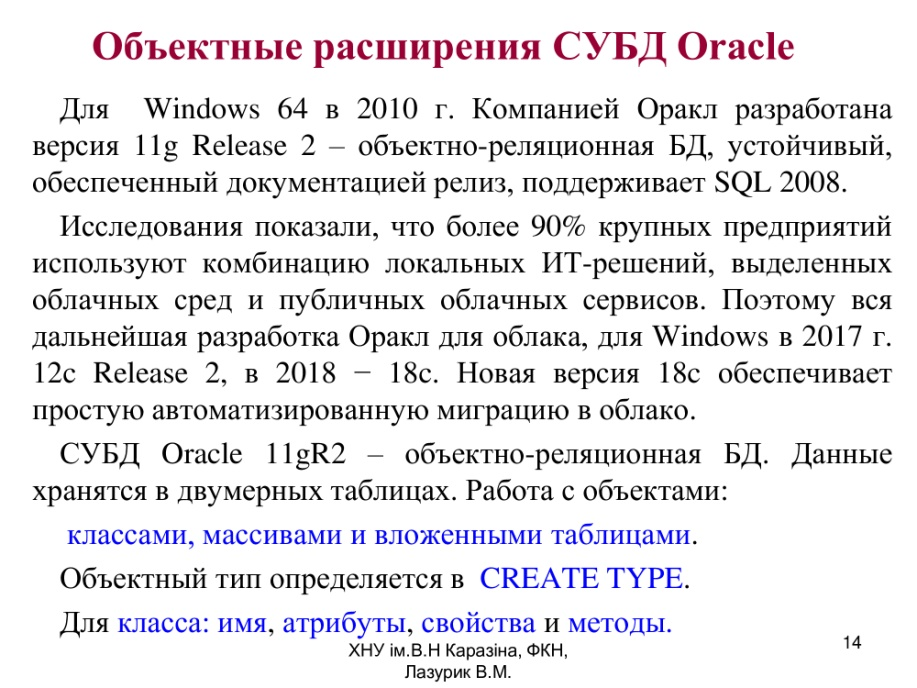 Объектные расширения СУБД Oracle
Для Windows 64 в 2010 г. Компанией Оракл разработана
версия 11g Release 2 – объектно-реляционная БД, устойчивый,
обеспеченный документацией релиз, поддерживает SQL 2008.
Исследования показали, что более 90% крупных предприятий
используют комбинацию локальных ИТ-решений, выделенных
облачных сред и публичных облачных сервисов. Поэтому вся
дальнейшая разработка Оракл для облака, для Windows в 2017 г.
12c Release 2, в 2018 − 18c. Новая версия 18c обеспечивает
простую автоматизированную миграцию в облако.
СУБД Oracle 11gR2 – объектно-реляционная БД. Данные
хранятся в двумерных таблицах. Работа с объектами:
классами, массивами и вложенными таблицами.
Объектный тип определяется в CREATE TYPE.
Для класса: имя, атрибуты, свойства и методы.
ХНУ ім.В.Н Каразіна, ФКН,
Лазурик В.М.
14